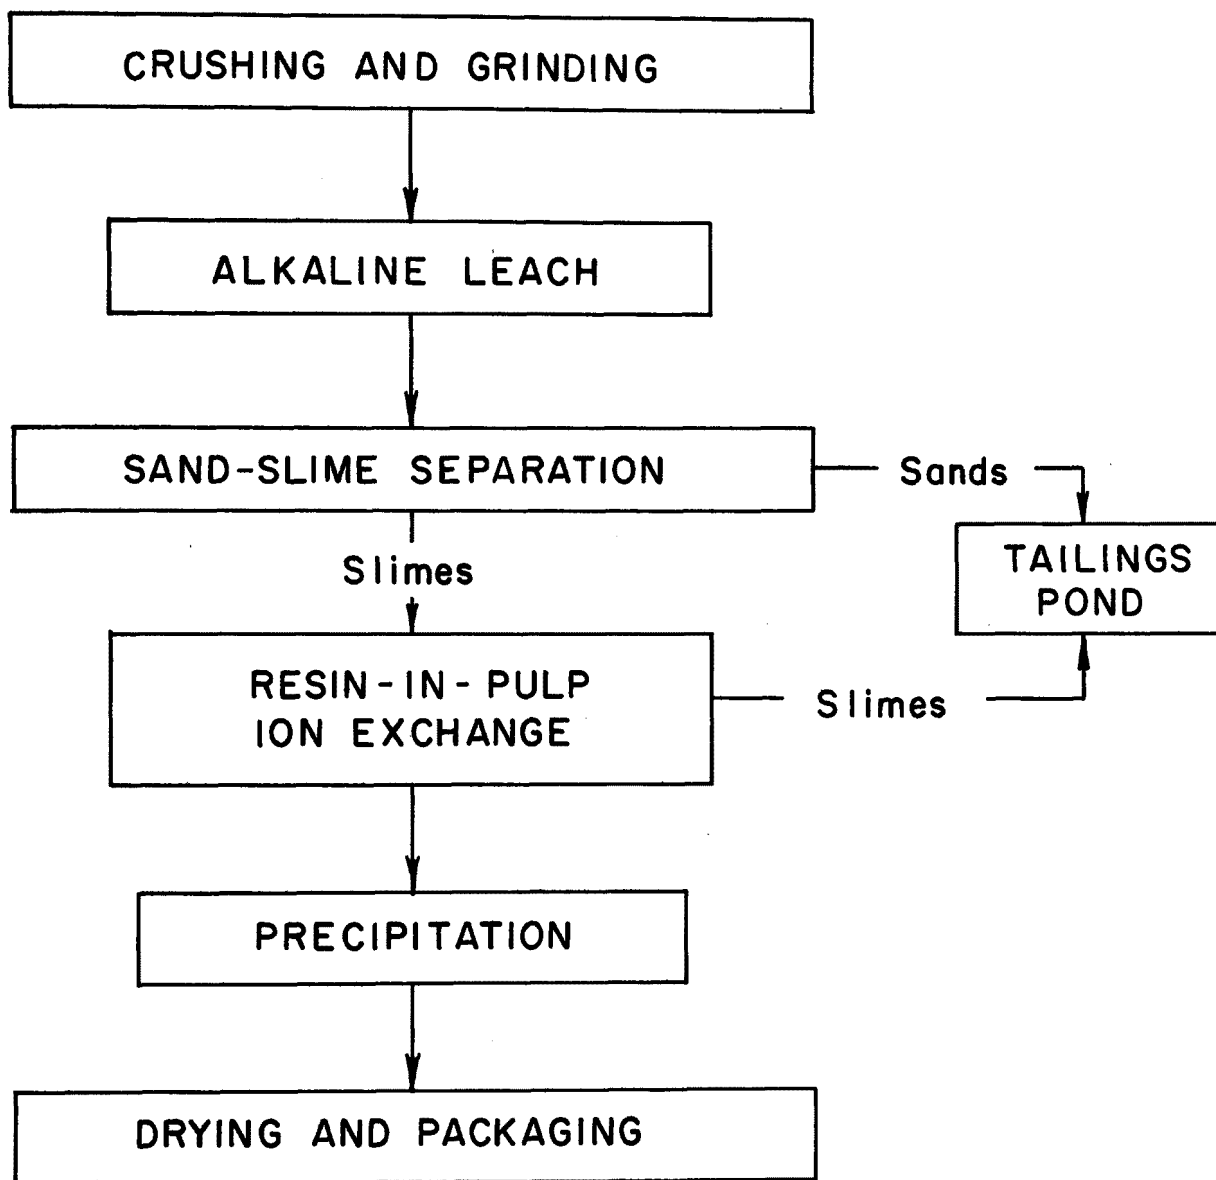 CRUSHING AND GRINDING
ALKALINE LEACH
SAND-SLIME SEPARATION
Sands
Slimes
TAILINGS
POND
RESIN-IN-PULP
ION EXCHANGE
Slimes
PRECIPITATION
DRYING AND PACKAGING